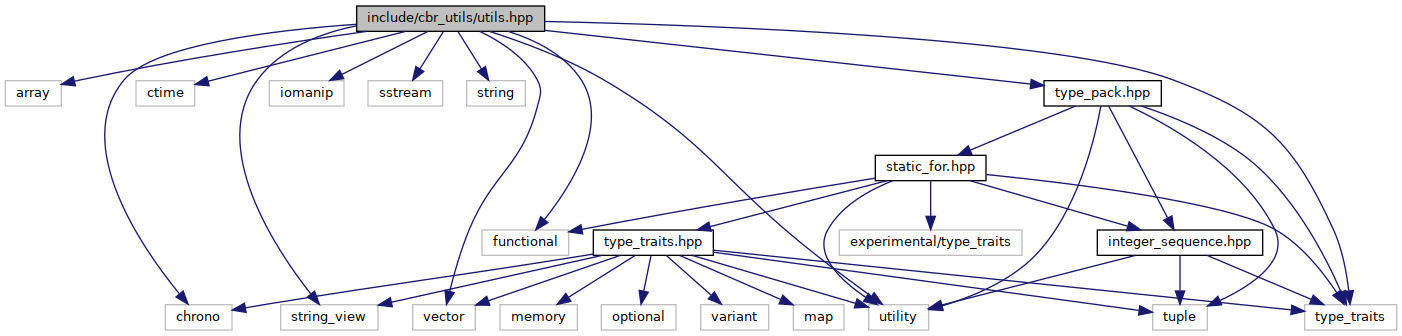 include/cbr_utils/utils.hpp
array
ctime
iomanip
sstream
string
type_pack.hpp
static_for.hpp
functional
type_traits.hpp
experimental/type_traits
integer_sequence.hpp
chrono
string_view
vector
memory
optional
variant
map
utility
tuple
type_traits